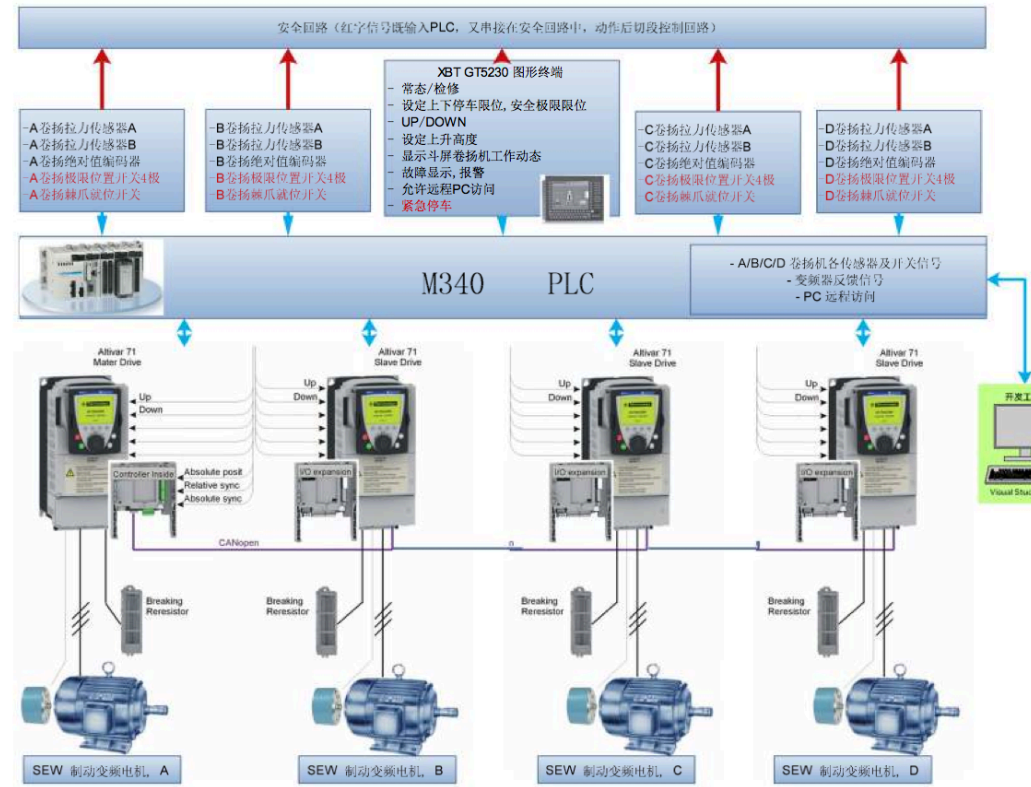 安全回路（红字信号既输入PLC，又串接在安全回路中，动作后切段控制回路）
-A卷扬拉力传感器A
-A卷扬拉力传感器B
-A卷扬绝对值编码器
-A卷扬极限位置开关4极
-A卷扬棘爪就位开关
-B卷扬拉力传感器A
-B卷扬拉力传感器B
-B卷扬绝对值编码器
-B卷扬极限位置开关4极
-B卷扬棘爪就位开关
XBT GT5230 图形终端
- 常态/检修
- 设定上下停车限位, 安全极限限位
- UP/DOWN
- 设定上升高度
- 显示斗屏卷扬机工作动态
- 故障显示, 报警
- 允许远程PC访问
- 紧急停车
-C卷扬拉力传感器A
-C卷扬拉力传感器B
-C卷扬绝对值编码器
C卷扬极限位置开关4极
C卷扬棘爪就位开关
-D卷扬拉力传感器A
-D卷扬拉力传感器B
-D卷扬绝对值编码器
-D卷扬极限位置开关4极
-D卷扬棘爪就位开关
M340 PLC
- A/B/C/D 卷扬机各传感器及开关信号
- 变频器反馈信号
- PC 远程访问
Altivar 71
Mater Drive
Up
Down
Controller Inside
Absolute posit
Relative sync
Absolute sync
Altivar 71
Slave Drive
Up
Down
I/O expansion
Altivar 71
Slave Drive
Up
Down
I/O expansion
Altivar 71
Slave Drive
Up
Down
I/O expansion
开发工
Visual Stud
CANopen
Breaking
Reresistor
Breaking
Reresistor
Breaking
Reresistor
Breaking
Reresistor
SEW 制动变频电机, A
SEW 制动变频电机, B
SEW 制动变频电机, C
SEW 制动变频电机, D